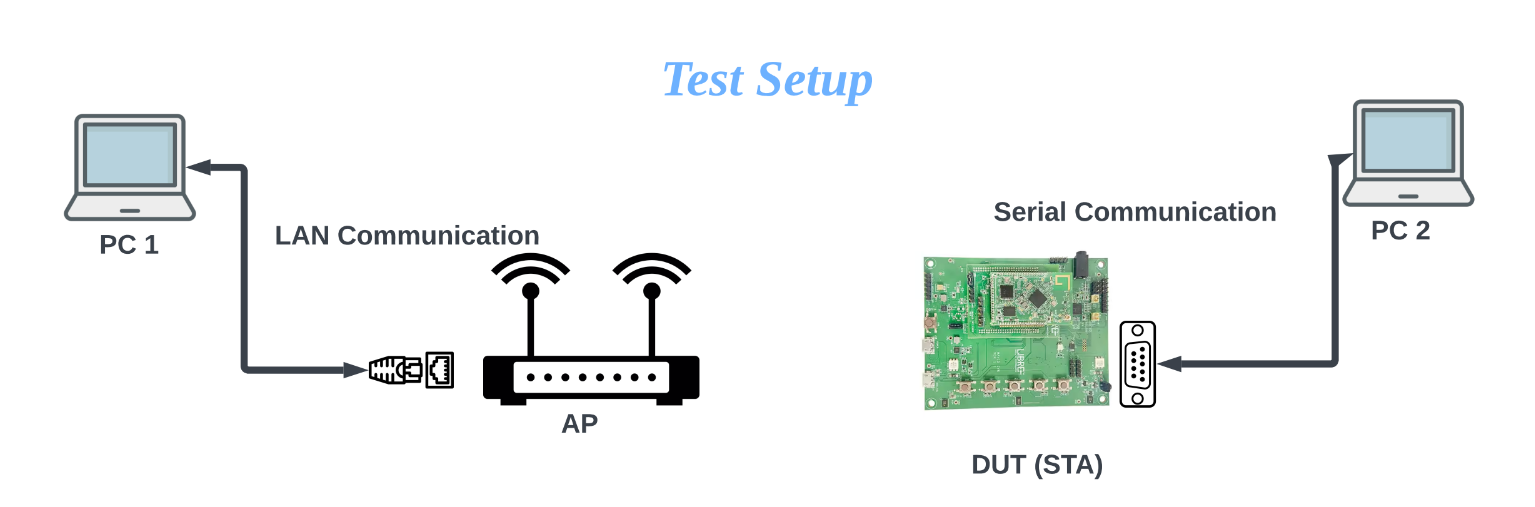 Test Setup
PC 1
LAN Communication
AP
Serial Communication
PC 2
DUT (STA)